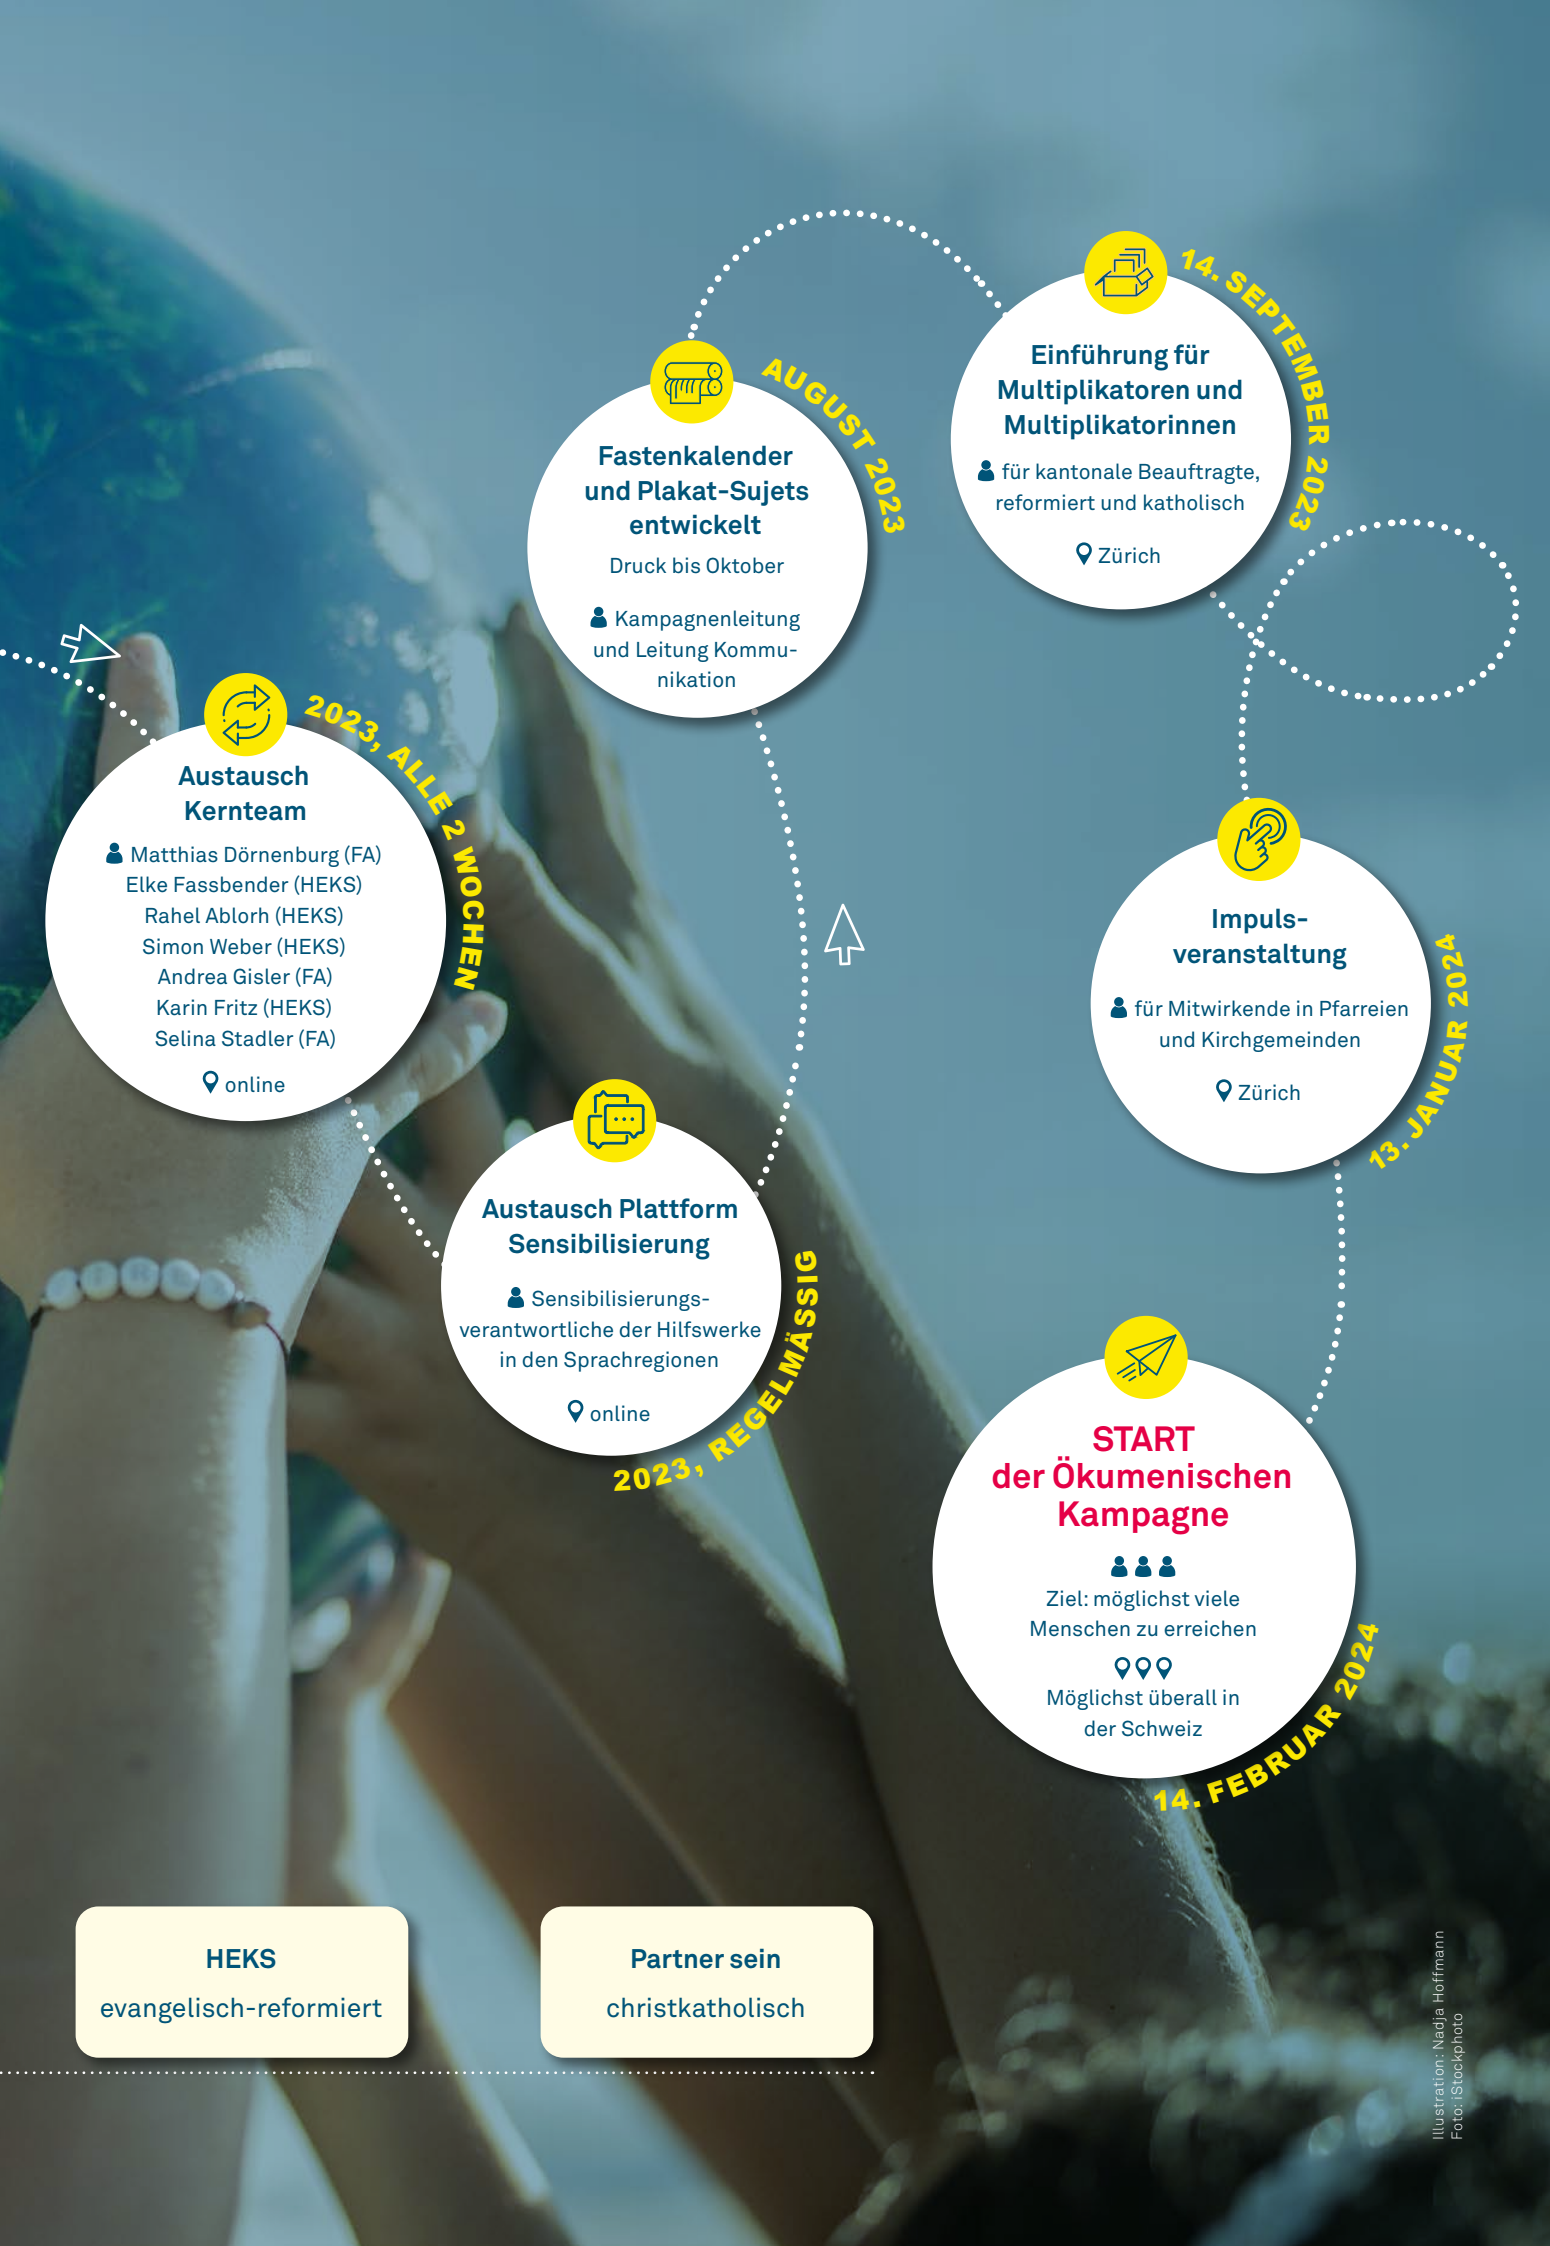 2023, ALLE 2 WOCHEN
Austausch
Kernteam
Matthias Dörnenburg (FA)
Elke Fassbender (HEKS)
Rahel Ablorh (HEKS)
Simon Weber (HEKS)
Andrea Gisler (FA)
Karin Fritz (HEKS)
Selina Stadler (FA)
online
2023, REGELMÄSSIG
Austausch Plattform
Sensibilisierung
Sensibilisierungs-
verantwortliche der Hilfswerke
in den Sprachregionen
online
AUGUST 2023
Fastenkalender
und Plakat-Sujets
entwickelt
Druck bis Oktober
Kampagnenleitung
und Leitung Kommu-
nikation
14. SEPTEMBER 2023
Einführung für
Multiplikatoren und
Multiplikatorinnen
für kantonale Beauftragte,
reformiert und katholisch
Zürich
13. JANUAR 2024
Impuls-
veranstaltung
für Mitwirkende in Pfarreien
und Kirchgemeinden
Zürich
14. FEBRUAR 2024
START
der Ökumenischen
Kampagne
Ziel: möglichst viele
Menschen zu erreichen
Möglichst überall in
der Schweiz
HEKS
evangelisch-reformiert
Partner sein
christkatholisch
Illustration: Nadja Hoffmann
Foto: iStockphoto